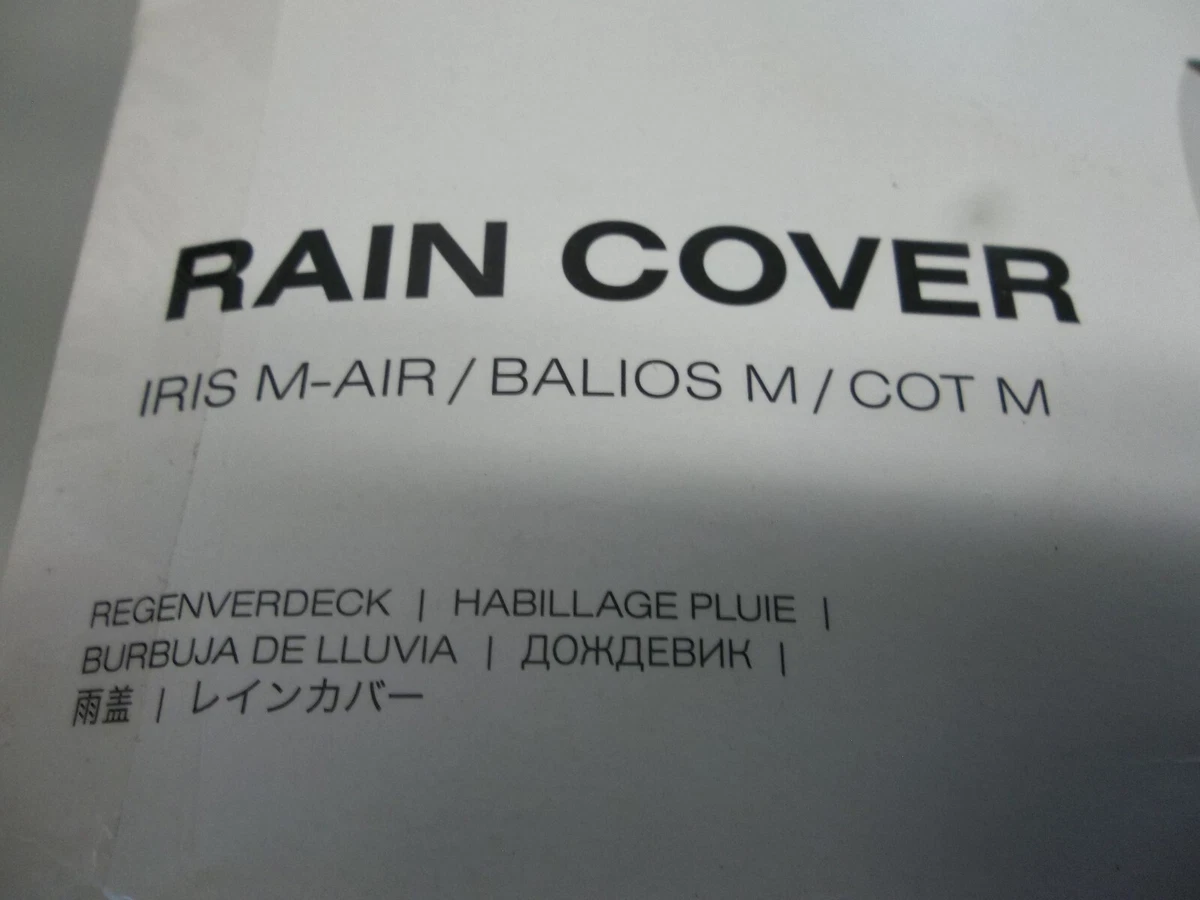 RAIN COVER
IRIS M-AIR / BALIOS M / COT M
REGENVERDECK | HABILLAGE PLUIE |
BURBUJA DE LLUVIA | ДОЖДЕВИК |
雨盖 | レインカバー